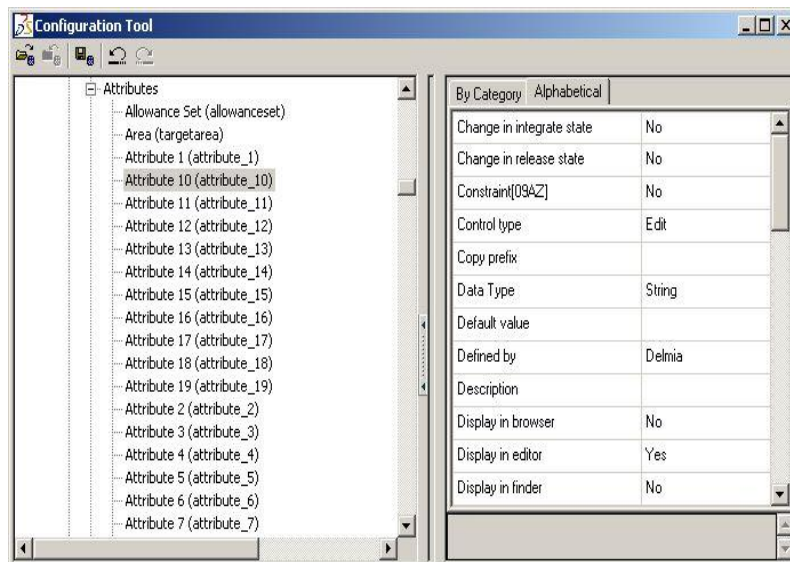 Configuration Tool
Attributes
Allowance Set (allowanceset)
Area (targetarea)
Attribute 1 (attribute_1)
Attribute 10 (attribute_10)
Attribute 11 (attribute_11)
Attribute 12 (attribute_12)
Attribute 13 (attribute_13)
Attribute 14 (attribute_14)
Attribute 15 (attribute_15)
Attribute 16 (attribute_16)
Attribute 17 (attribute_17)
Attribute 18 (attribute_18)
Attribute 19 (attribute_19)
Attribute 2 (attribute_2)
Attribute 3 (attribute_3)
Attribute 4 (attribute_4)
Attribute 5 (attribute_5)
Attribute 6 (attribute_6)
Attribute 7 (attribute_7)
By Category Alphabetical
Change in integrate state No
Change in release state No
Constraint[09AZ] No
Control type Edit
Copy prefix
Data Type String
Default value
Defined by Delmia
Description
Display in browser No
Display in editor Yes
Display in finder No